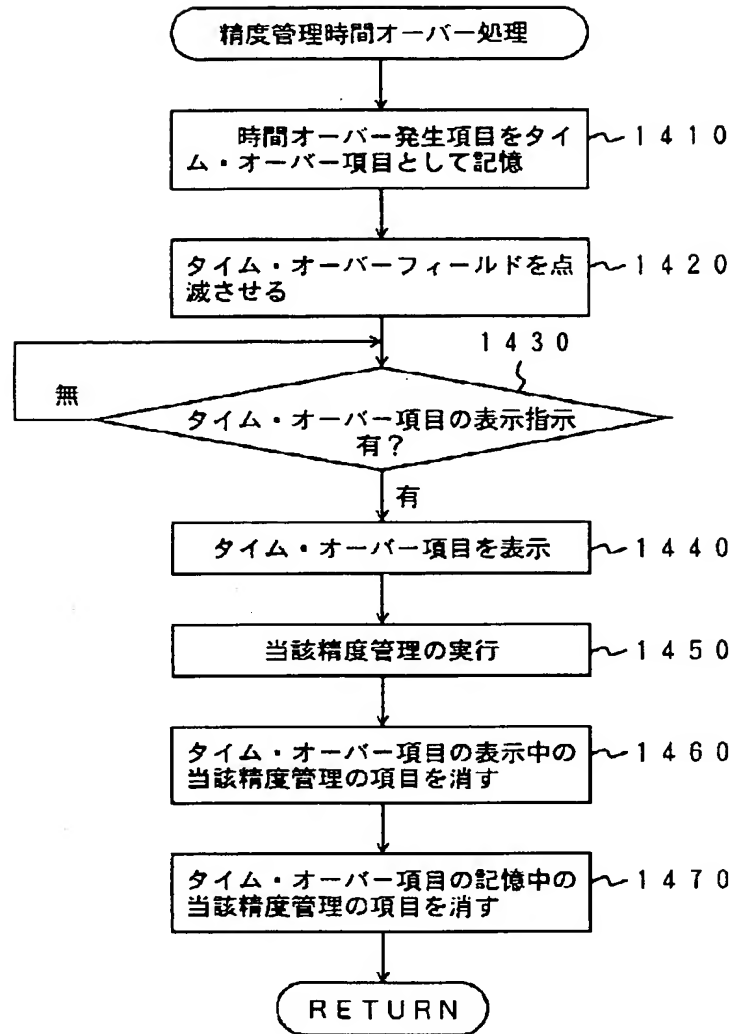 精度管理時間オーバー処理
時間オーバー発生項目をタイ
ム・オーバー項目として記憶
1410
タイム・オーバーフィールドを点
滅させる
1420
1430
無
タイム・オーバー項目の表示指示
有?
有
タイム・オーバー項目を表示
1440
当該精度管理の実行
1450
タイム・オーバー項目の表示中の
当該精度管理の項目を消す
1460
タイム・オーバー項目の記憶中の
当該精度管理の項目を消す
1470
RETURN